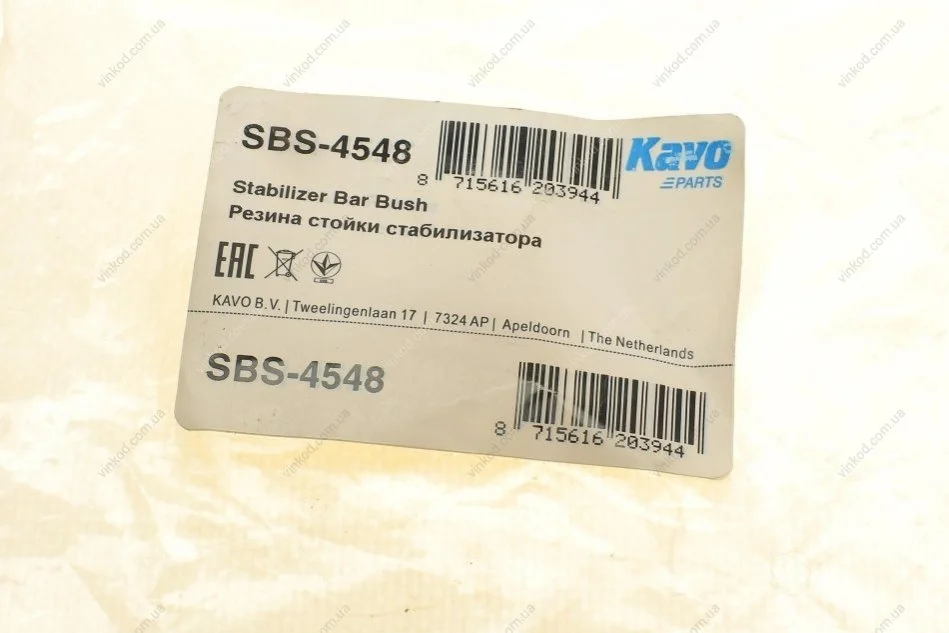 SBS-4548
8 715616 203944
Kavo
PARTS
Stabilizer Bar Bush
Резина стойки стабилизатора
EAC
KAVO B.V. | Tweelingenlaan 17 | 7324 AP | Apeldoorn | The Netherlands
SBS-4548
8 715616 203944
vinkod.com.ua